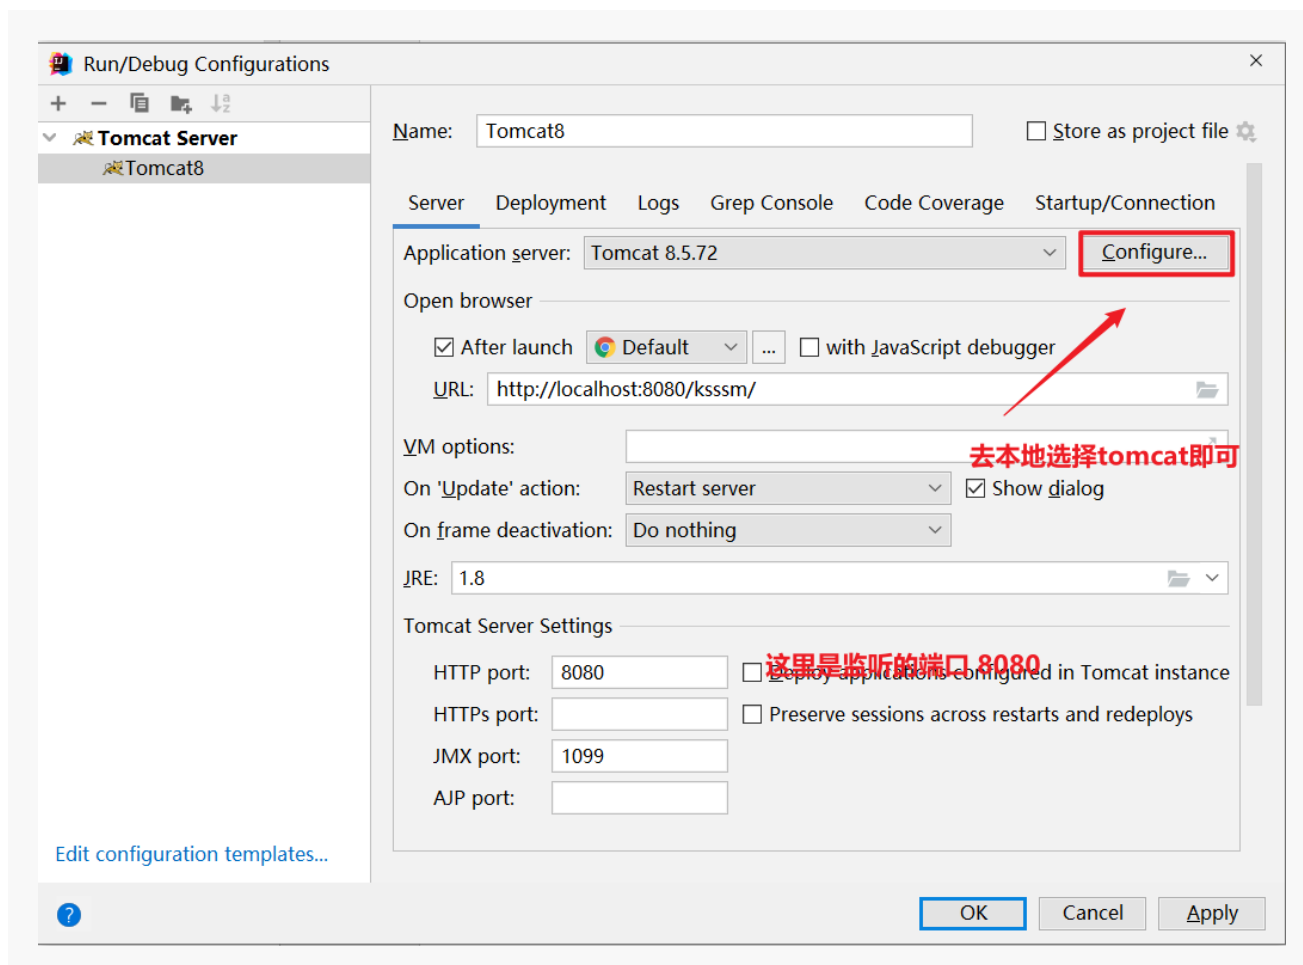 Run/Debug Configurations
Tomcat Server
Tomcat8
Name: Tomcat8 Store as project file
Server Deployment Logs Grep Console Code Coverage Startup/Connection
Application server: Tomcat 8.5.72 Configure...
Open browser
After launch Default ... with JavaScript debugger
URL: http://localhost:8080/ksssm/
去本地选择tomcat即可
VM options:
On 'Update' action: Restart server Show dialog
On frame deactivation: Do nothing
JRE: 1.8
Tomcat Server Settings
这里是监听的端口 8080
HTTP port: 8080 Deploy applications configured in Tomcat instance
HTTPs port: Preserve sessions across restarts and redeploys
JMX port: 1099
AJP port:
Edit configuration templates...
? OK Cancel Apply